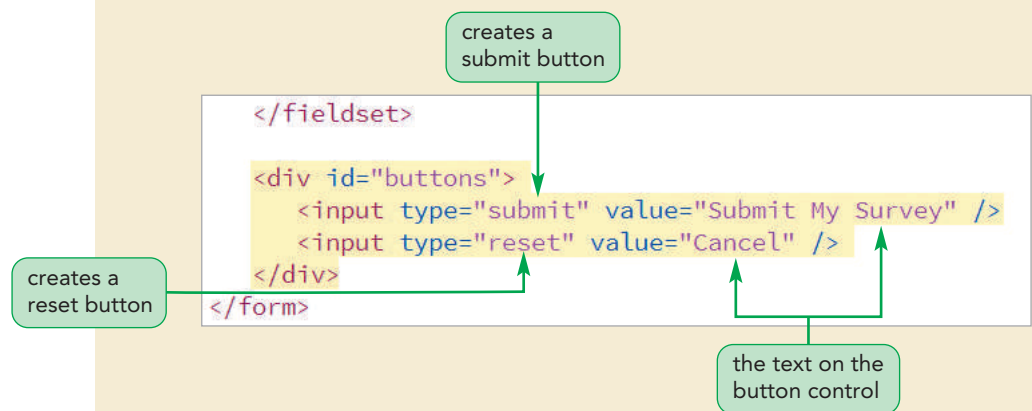 creates a
submit button
</fieldset>
<div id="buttons">
<input type="submit" value="Submit My Survey" />
<input type="reset" value="Cancel" />
</div>
</form>
creates a
reset button
the text on the
button control